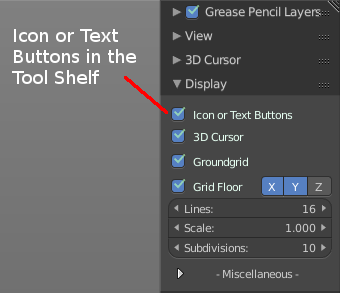 Icon or Text
Buttons in the
Tool Shelf
Grease Pencil Layers
View
3D Cursor
Display
Icon or Text Buttons
3D Cursor
Groundgrid
Grid Floor X Y Z
Lines: 16
Scale: 1.000
Subdivisions: 10
- Miscellaneous -